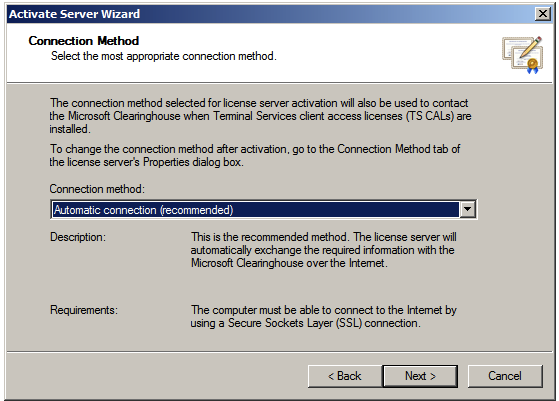 Activate Server Wizard
Connection Method
Select the most appropriate connection method.
The connection method selected for license server activation will also be used to contact
the Microsoft Clearinghouse when Terminal Services client access licenses (TS CALs) are
installed.
To change the connection method after activation, go to the Connection Method tab of
the license server's Properties dialog box.
Connection method:
Automatic connection (recommended)
Description:
This is the recommended method. The license server will
automatically exchange the required information with the
Microsoft Clearinghouse over the Internet.
Requirements:
The computer must be able to connect to the Internet by
using a Secure Sockets Layer (SSL) connection.
< Back
Next >
Cancel